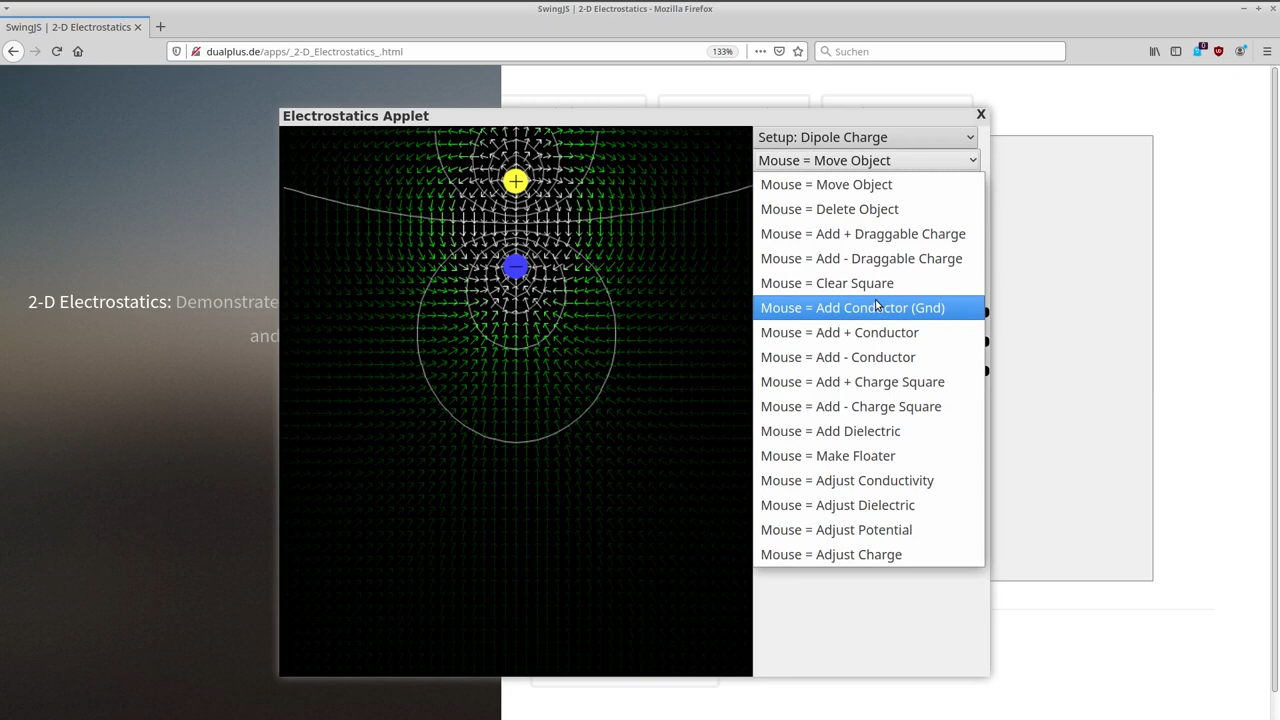 SwingJS | 2-D Electrostatics - Mozilla Firefox
SwingJS | 2-D Electrostatics
dualplus.de/apps/_2-D_Electrostatics_.html
133%
Suchen
0
Electrostatics Applet
X
Setup: Dipole Charge
Mouse = Move Object
Mouse = Move Object
Mouse = Delete Object
Mouse = Add + Draggable Charge
Mouse = Add - Draggable Charge
Mouse = Clear Square
Mouse = Add Conductor (Gnd)
Mouse = Add + Conductor
Mouse = Add - Conductor
Mouse = Add + Charge Square
Mouse = Add - Charge Square
Mouse = Add Dielectric
Mouse = Make Floater
Mouse = Adjust Conductivity
Mouse = Adjust Dielectric
Mouse = Adjust Potential
Mouse = Adjust Charge
2-D Electrostatics: Demonstrate
and